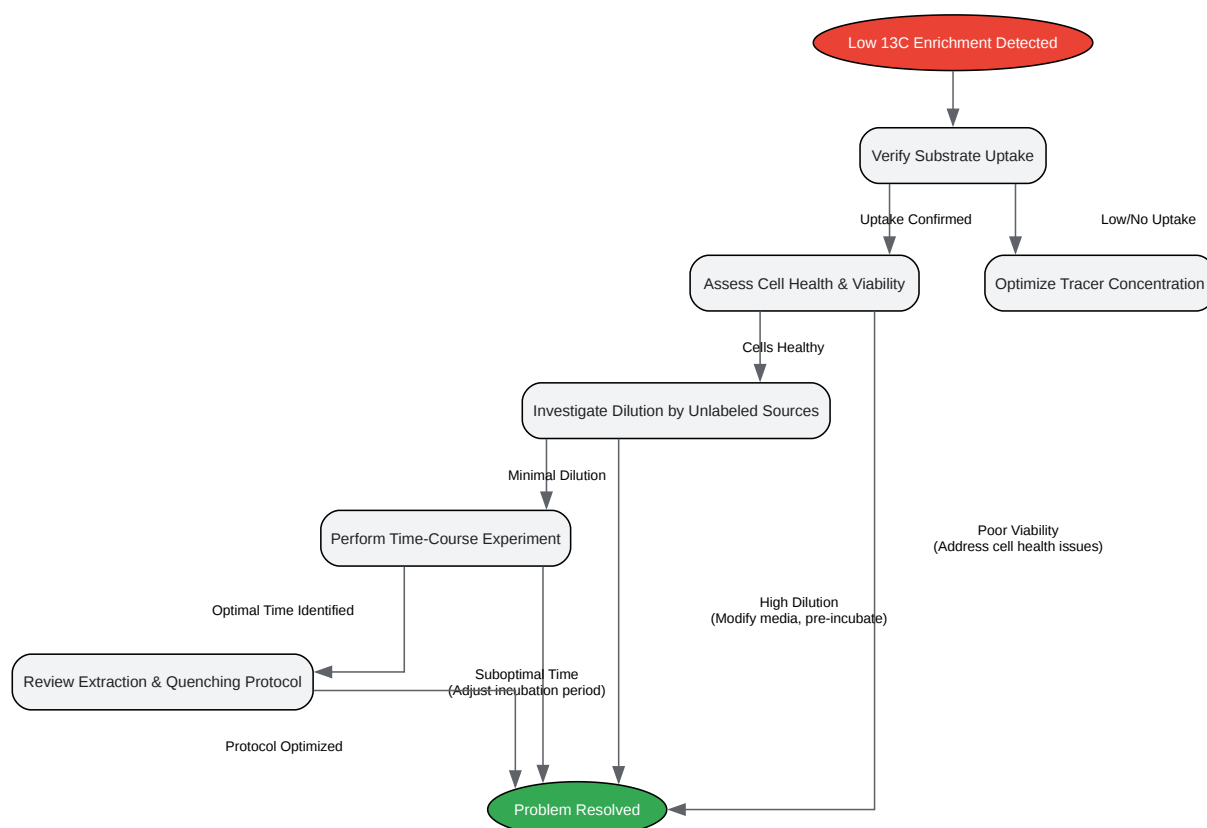 Low 13C Enrichment Detected
Verify Substrate Uptake
Uptake Confirmed
Low/No Uptake
Assess Cell Health & Viability
Optimize Tracer Concentration
Cells Healthy
Investigate Dilution by Unlabeled Sources
Minimal Dilution
Perform Time-Course Experiment
Poor Viability
(Address cell health issues)
Optimal Time Identified
High Dilution
(Modify media, pre-incubate)
Review Extraction & Quenching Protocol
Suboptimal Time
(Adjust incubation period)
Protocol Optimized
Problem Resolved